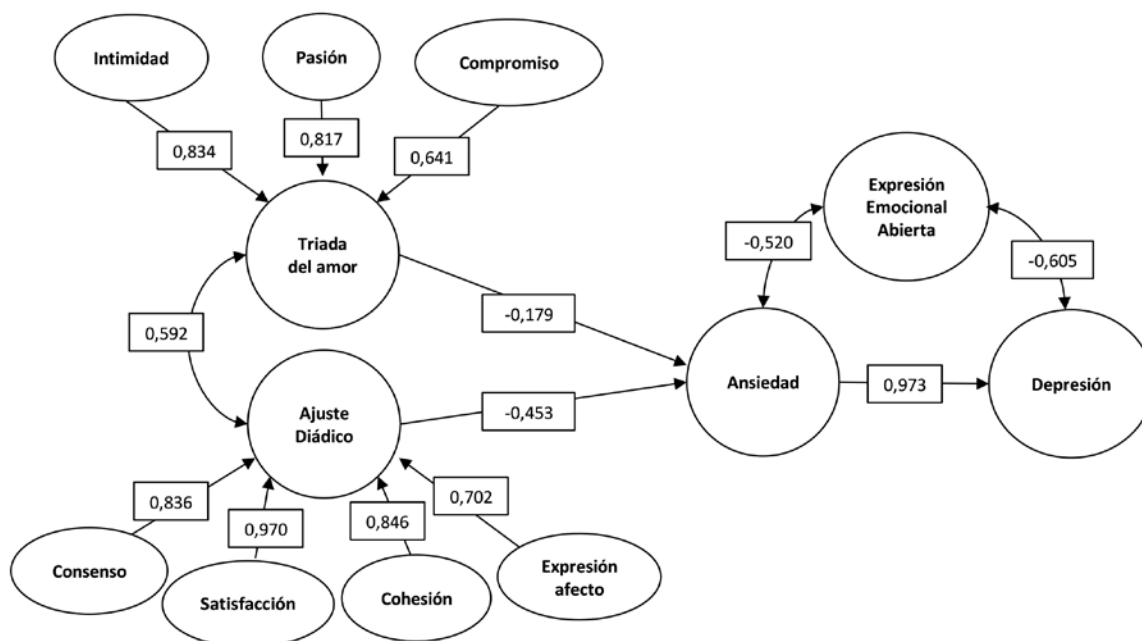 Intimidad
Pasión
Compromiso
0,834
0,817
0,641
Triada
del amor
Expresión
Emocional
Abierta
-0,520
-0,605
0,592
-0,179
Ansiedad
0,973
Depresión
-0,453
Ajuste
Diádico
0,836
0,970
0,846
0,702
Consenso
Satisfacción
Cohesión
Expresión
afecto